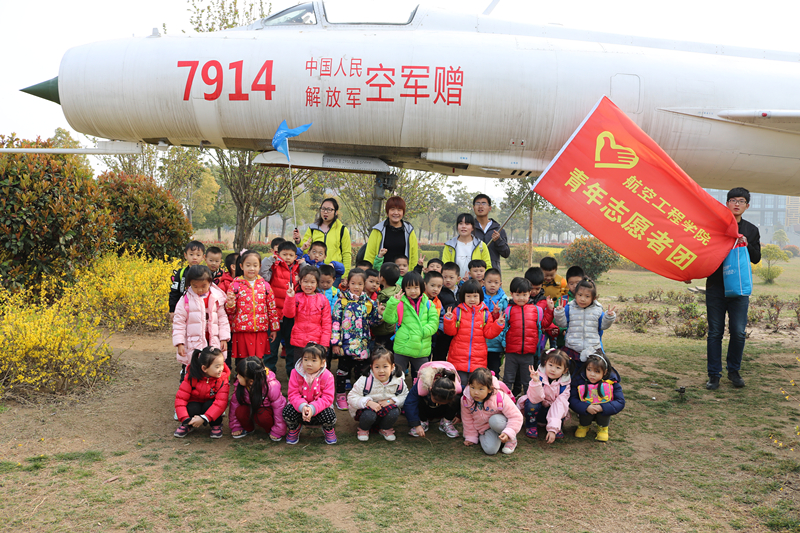 7914
中国人民
解放军
空军赠
航空工程学院
青年志愿者团